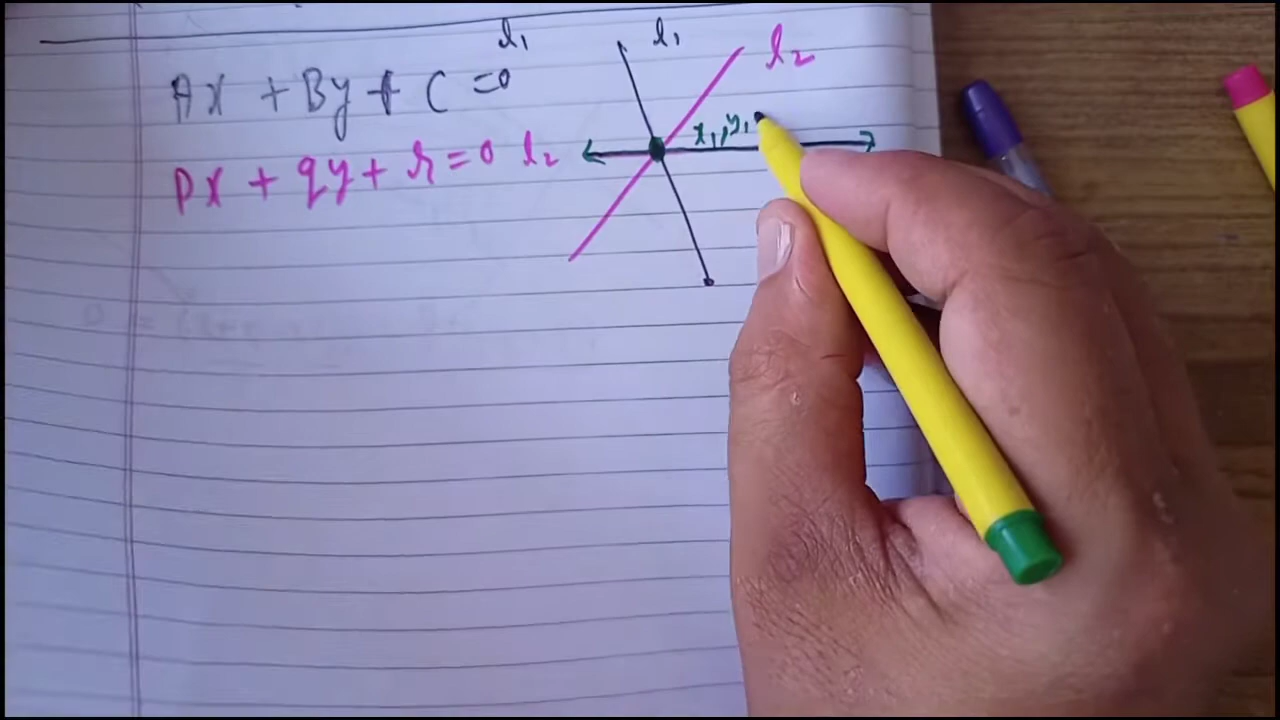 l₁ l₁
l₂
Ax + By + C = 0
x₁, y₁
px + qy + r = 0 l₂